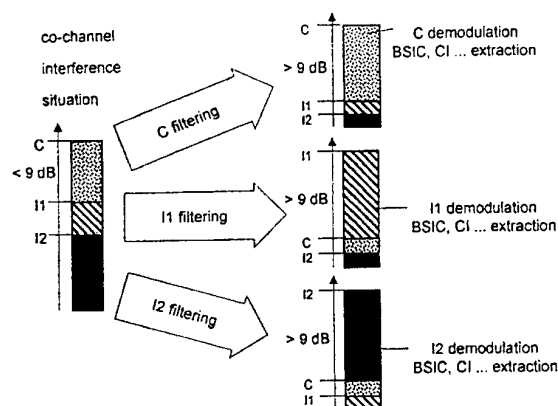 co-channel
interference
situation
C
< 9 dB
I1
I2
C filtering
I1 filtering
I2 filtering
C
> 9 dB
I1
I2
C demodulation
BSIC, CI ... extraction
I1
> 9 dB
C
I2
I1 demodulation
BSIC, CI ... extraction
I2
> 9 dB
C
I1
I2 demodulation
BSIC, CI ... extraction